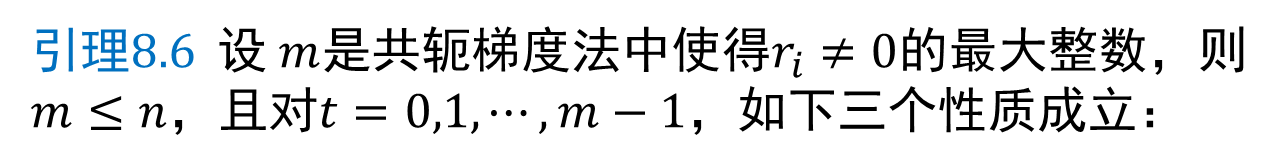 引理8.6 设 𝑚是共轭梯度法中使得𝑟ᵢ ≠ 0的最大整数，则
𝑚 ≤ 𝑛，且对𝑡 = 0,1,⋯,𝑚 − 1，如下三个性质成立：